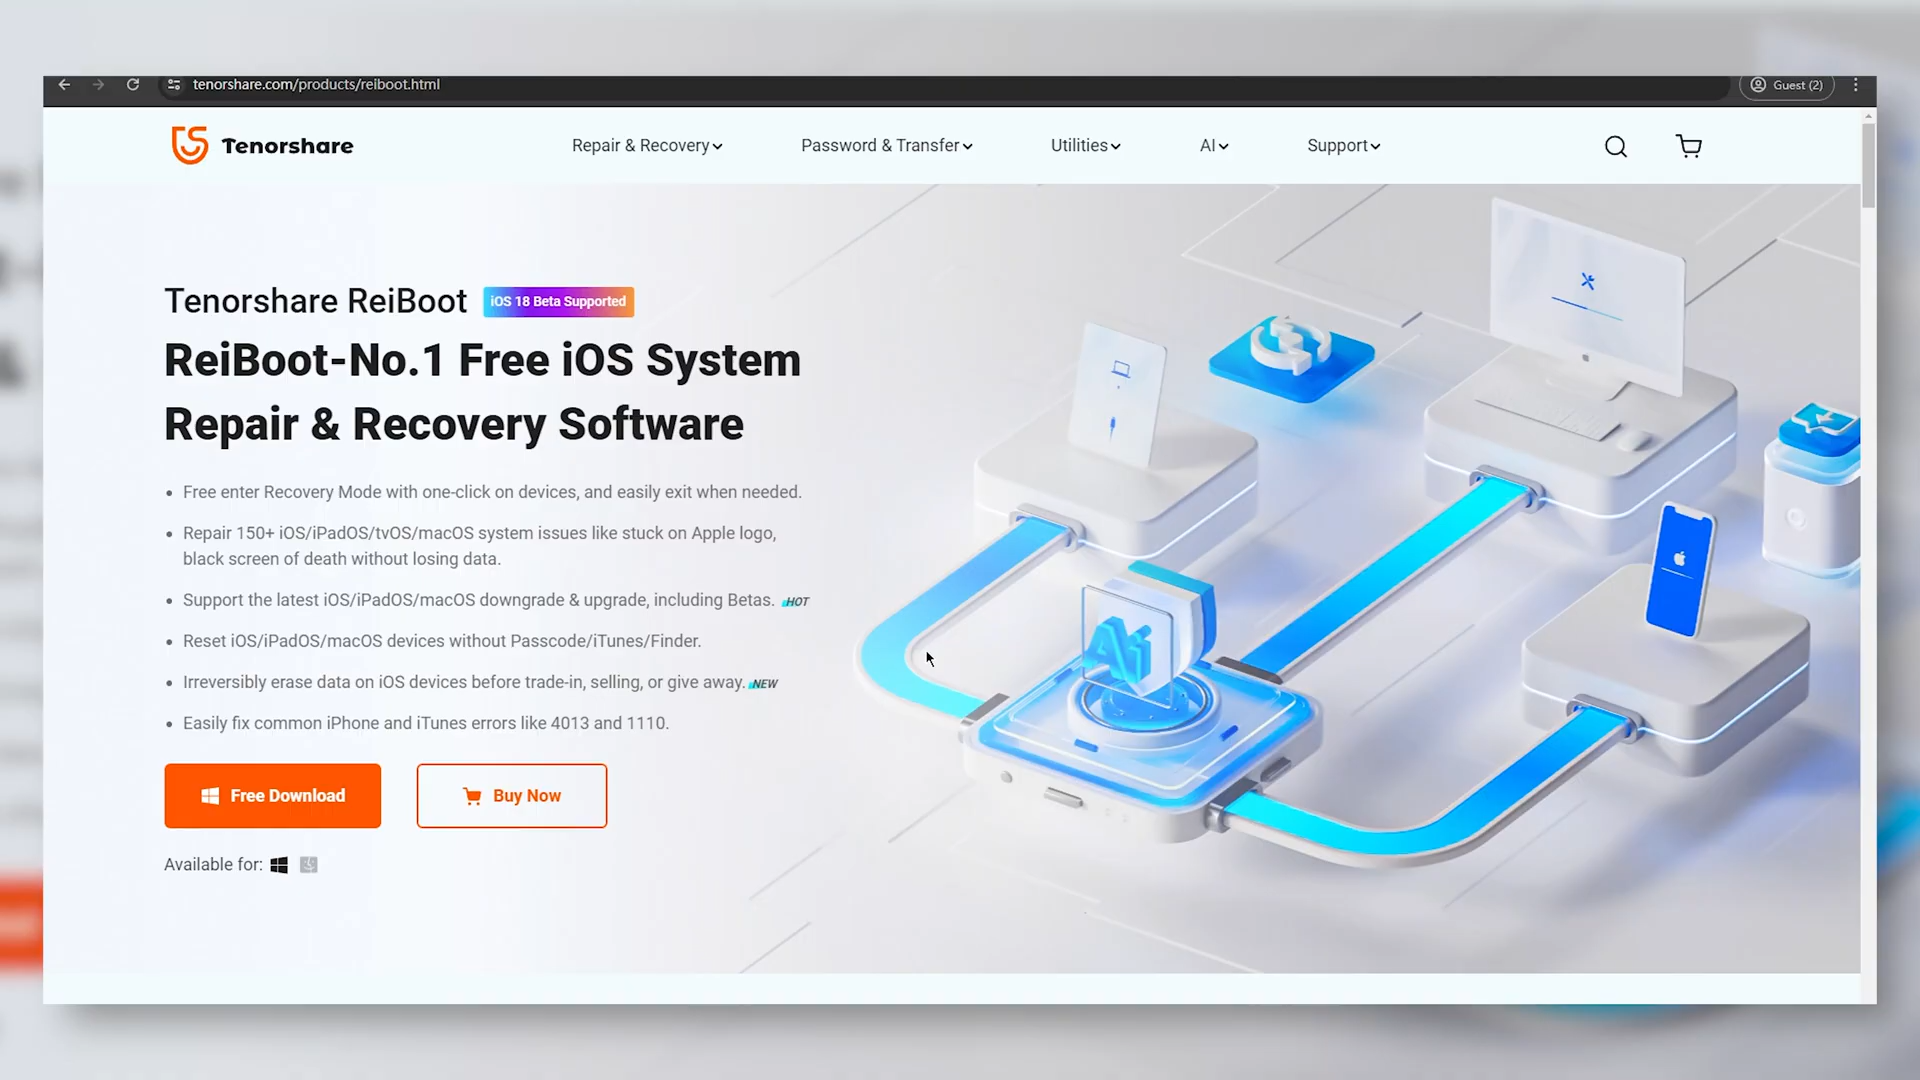 tenorshare.com/products/reiboot.html
Guest (2)
Tenorshare
Repair & Recovery
Password & Transfer
Utilities
AI
Support
Tenorshare ReiBoot
iOS 18 Beta Supported
ReiBoot-No.1 Free iOS System
Repair & Recovery Software
Free enter Recovery Mode with one-click on devices, and easily exit when needed.
Repair 150+ iOS/iPadOS/tvOS/macOS system issues like stuck on Apple logo,
black screen of death without losing data.
Support the latest iOS/iPadOS/macOS downgrade & upgrade, including Betas. HOT
Reset iOS/iPadOS/macOS devices without Passcode/iTunes/Finder.
Irreversibly erase data on iOS devices before trade-in, selling, or give away. NEW
Easily fix common iPhone and iTunes errors like 4013 and 1110.
Ai
Free Download
Buy Now
Available for: